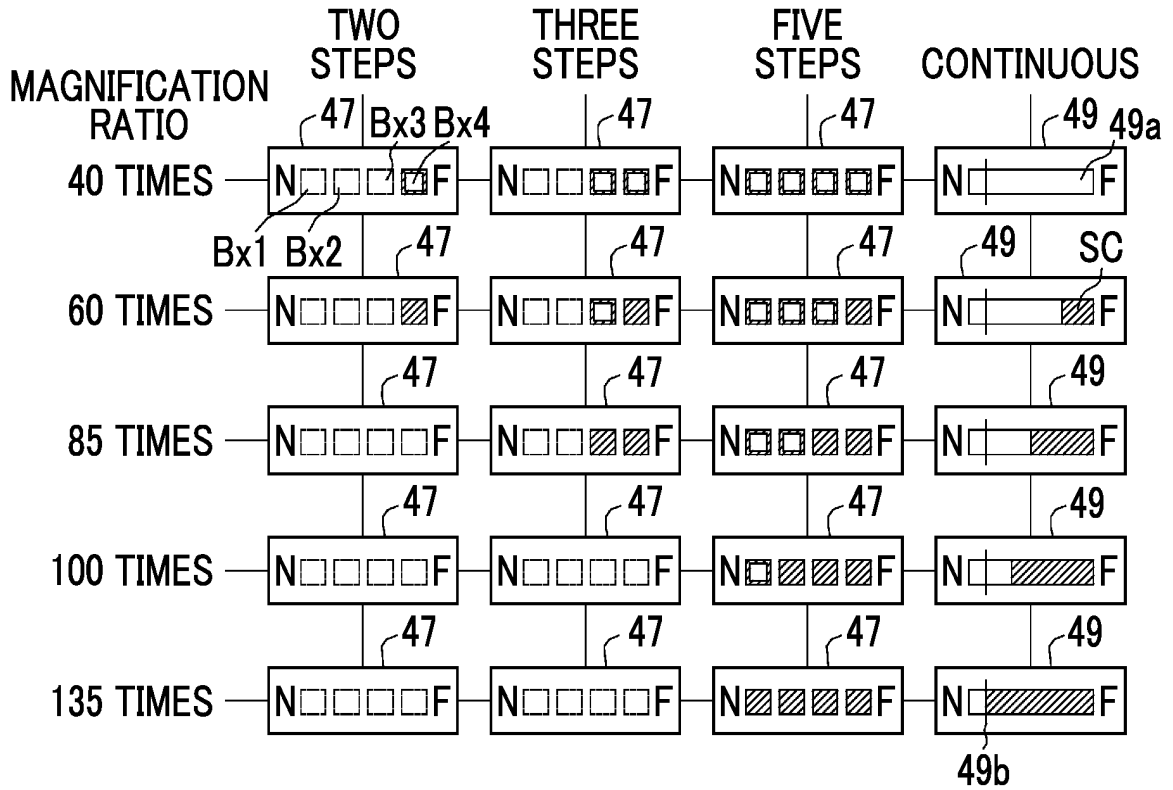 TWO STEPS
THREE STEPS
FIVE STEPS
CONTINUOUS
MAGNIFICATION RATIO
47
Bx3
Bx4
47
47
49
49a
40 TIMES
N
F
N
F
N
F
N
F
Bx1
Bx2
47
47
47
49
SC
60 TIMES
N
F
N
F
N
F
N
F
47
47
47
49
85 TIMES
N
F
N
F
N
F
N
F
47
47
47
49
100 TIMES
N
F
N
F
N
F
N
F
47
47
47
49
135 TIMES
N
F
N
F
N
F
N
F
49b